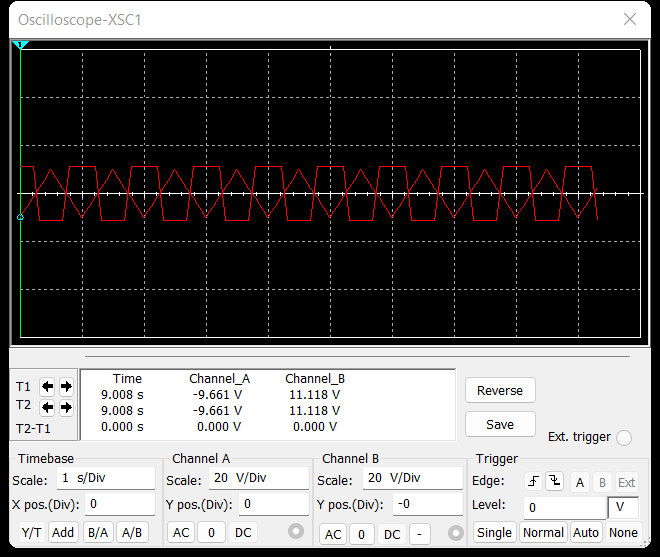 Oscilloscope-XSC1
1
Time Channel_A Channel_B
T1 9.008 s -9.661 V 11.118 V
T2 9.008 s -9.661 V 11.118 V
T2-T1 0.000 s 0.000 V 0.000 V
Reverse
Save
Ext. trigger
Timebase Channel A Channel B Trigger
Scale: 1 s/Div Scale: 20 V/Div Scale: 20 V/Div Edge: A B Ext
X pos.(Div): 0 Y pos.(Div): 0 Y pos.(Div): -0 Level: 0 V
Y/T Add B/A A/B AC 0 DC AC 0 DC - Single Normal Auto None